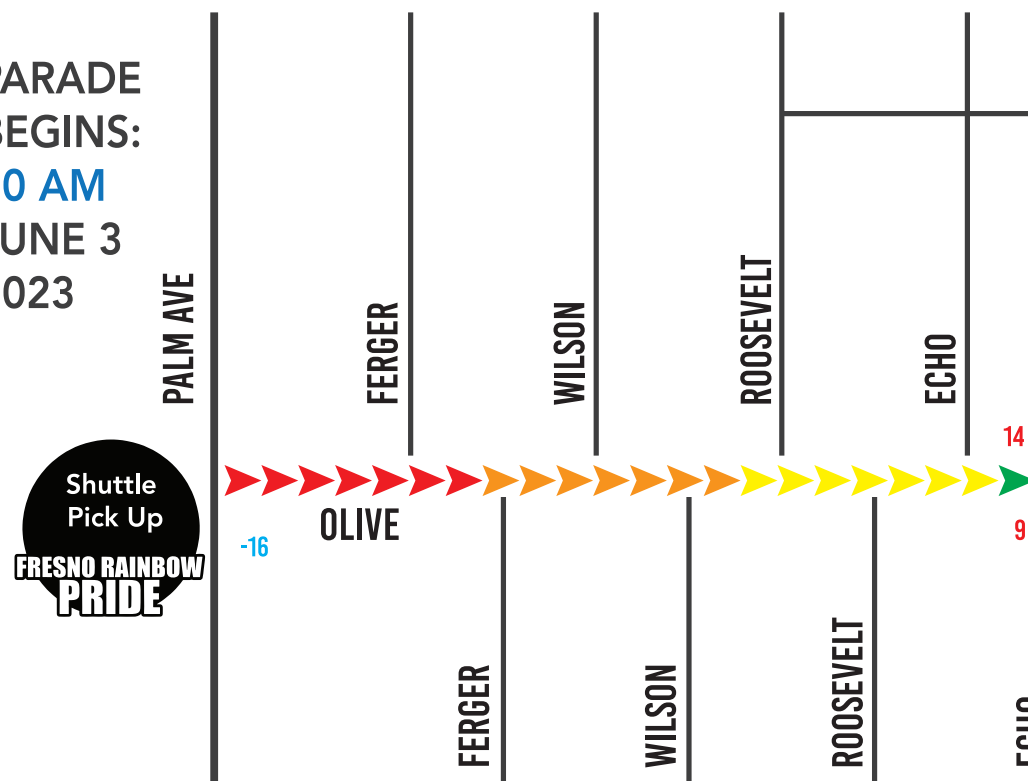 PARADE
BEGINS:
0 AM
UNE 3
023
PALM AVE
FERGER
WILSON
ROOSEVELT
ECHO
14
Shuttle
Pick Up
FRESNO RAINBOW
PRIDE
-16
OLIVE
9
FERGER
WILSON
ROOSEVELT
ECHO